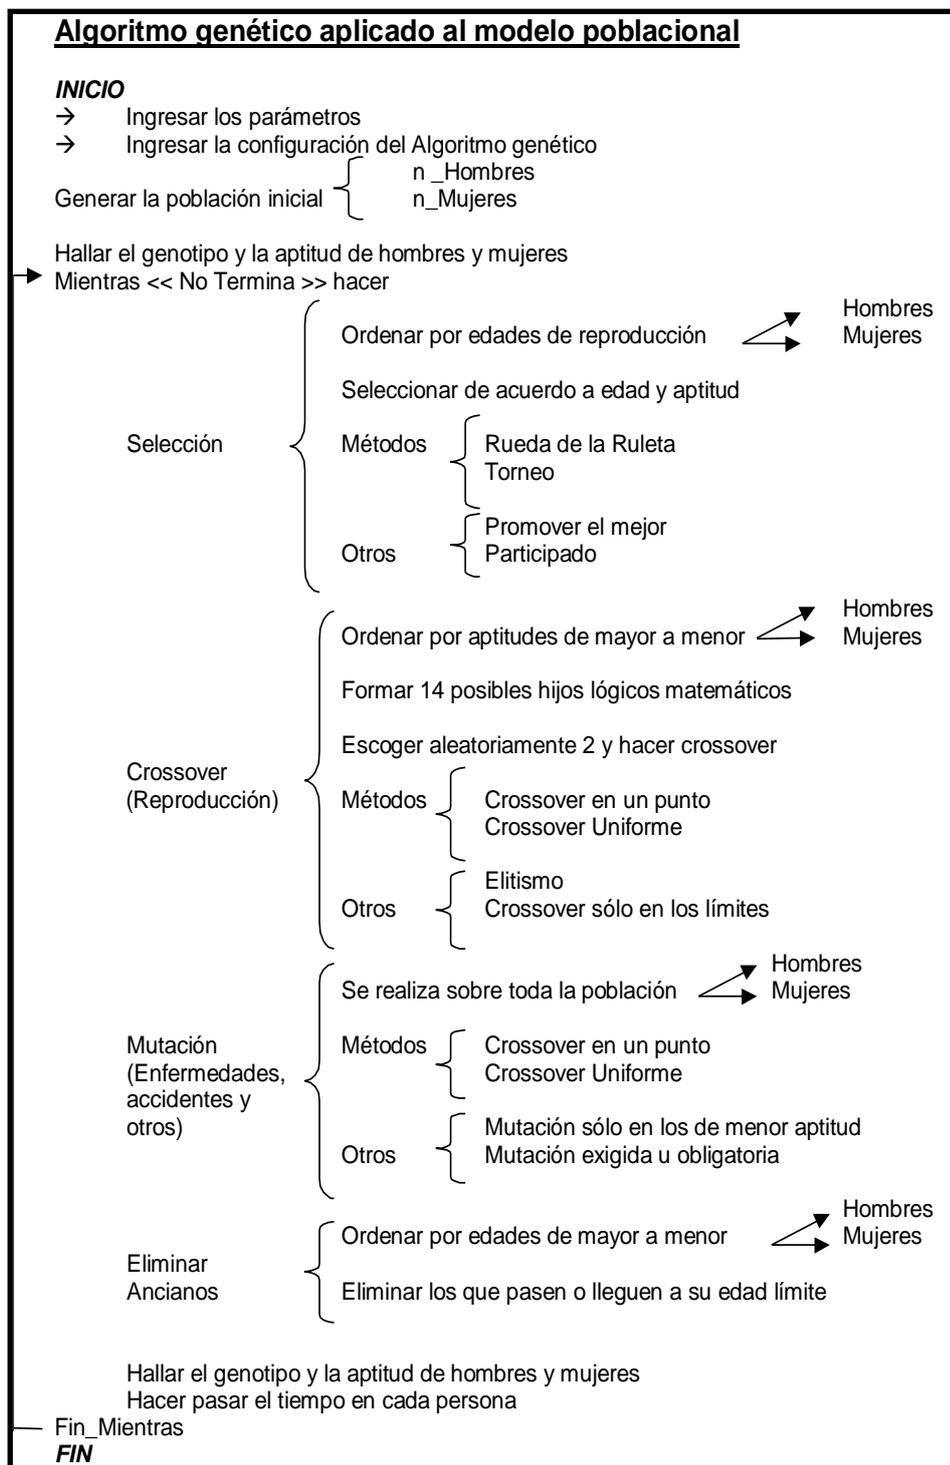 Algoritmo genético aplicado al modelo poblacional
INICIO
→ Ingresar los parámetros
→ Ingresar la configuración del Algoritmo genético
n _Hombres
Generar la población inicial n_Mujeres
Hallar el genotipo y la aptitud de hombres y mujeres
Mientras << No Termina >> hacer
Hombres
Ordenar por edades de reproducción Mujeres
Seleccionar de acuerdo a edad y aptitud
Selección Métodos Rueda de la Ruleta
Torneo
Promover el mejor
Otros Participado
Hombres
Ordenar por aptitudes de mayor a menor Mujeres
Formar 14 posibles hijos lógicos matemáticos
Escoger aleatoriamente 2 y hacer crossover
Crossover
(Reproducción) Métodos Crossover en un punto
Crossover Uniforme
Elitismo
Otros Crossover sólo en los límites
Hombres
Se realiza sobre toda la población Mujeres
Mutación Métodos Crossover en un punto
(Enfermedades, Crossover Uniforme
accidentes y
otros) Mutación sólo en los de menor aptitud
Otros Mutación exigida u obligatoria
Hombres
Ordenar por edades de mayor a menor Mujeres
Eliminar
Ancianos Eliminar los que pasen o lleguen a su edad límite
Hallar el genotipo y la aptitud de hombres y mujeres
Hacer pasar el tiempo en cada persona
Fin_Mientras
FIN